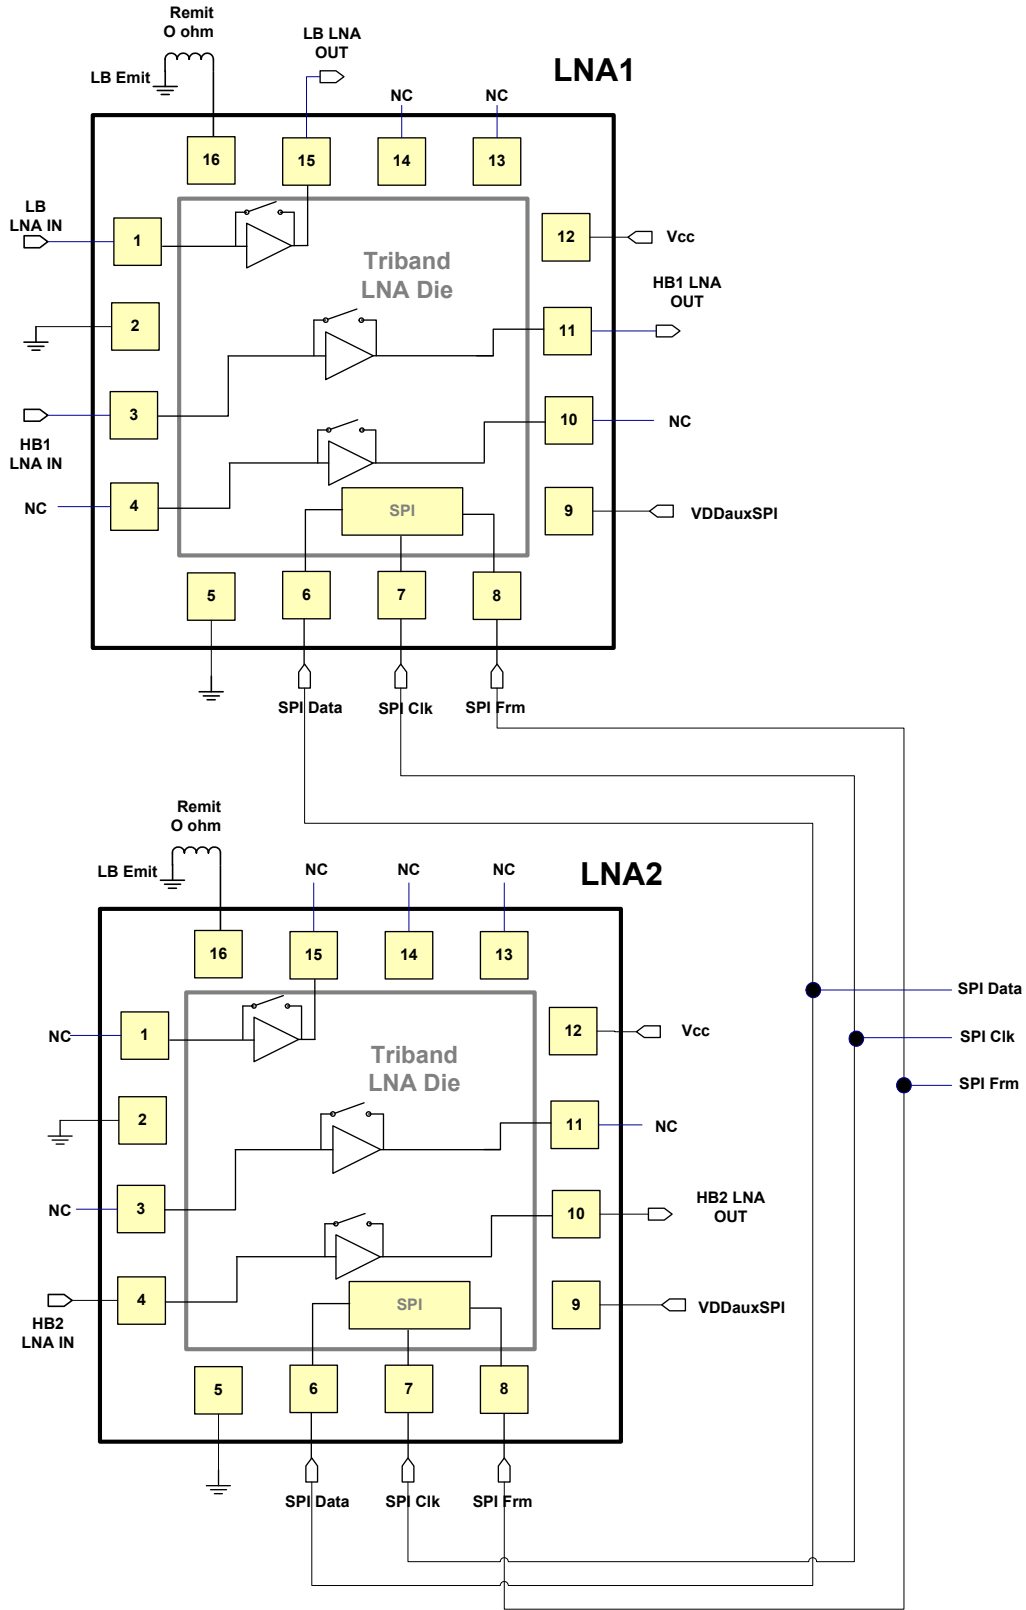 Remit
O ohm
LB LNA
OUT
LNA1
LB Emit
NC
NC
16
15
14
13
LB
LNA IN
1
12
Vcc
Triband
LNA Die
HB1 LNA
OUT
2
11
3
10
NC
HB1
LNA IN
NC
4
SPI
9
VDDauxSPI
5
6
7
8
SPI Data
SPI Clk
SPI Frm
Remit
O ohm
LB Emit
NC
NC
NC
LNA2
16
15
14
13
SPI Data
NC
1
12
Vcc
SPI Clk
Triband
LNA Die
SPI Frm
2
11
NC
NC
3
10
HB2 LNA
OUT
4
SPI
9
VDDauxSPI
HB2
LNA IN
5
6
7
8
SPI Data
SPI Clk
SPI Frm